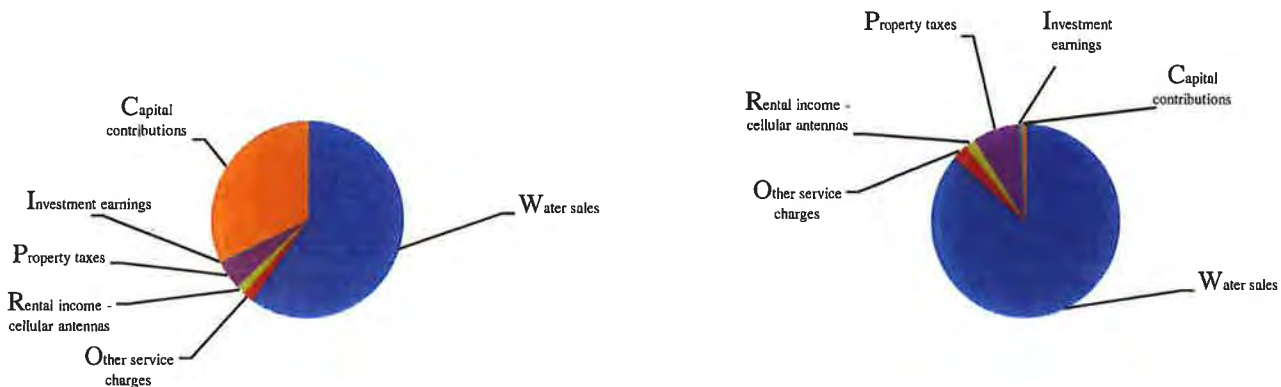 Capital
contributions
Investment earnings
Property taxes
Rental income -
cellular antennas
Other service
charges
Water sales
Property taxes
Investment
earnings
Capital
contributions
Rental income -
cellular antennas
Other service
charges
Water sales